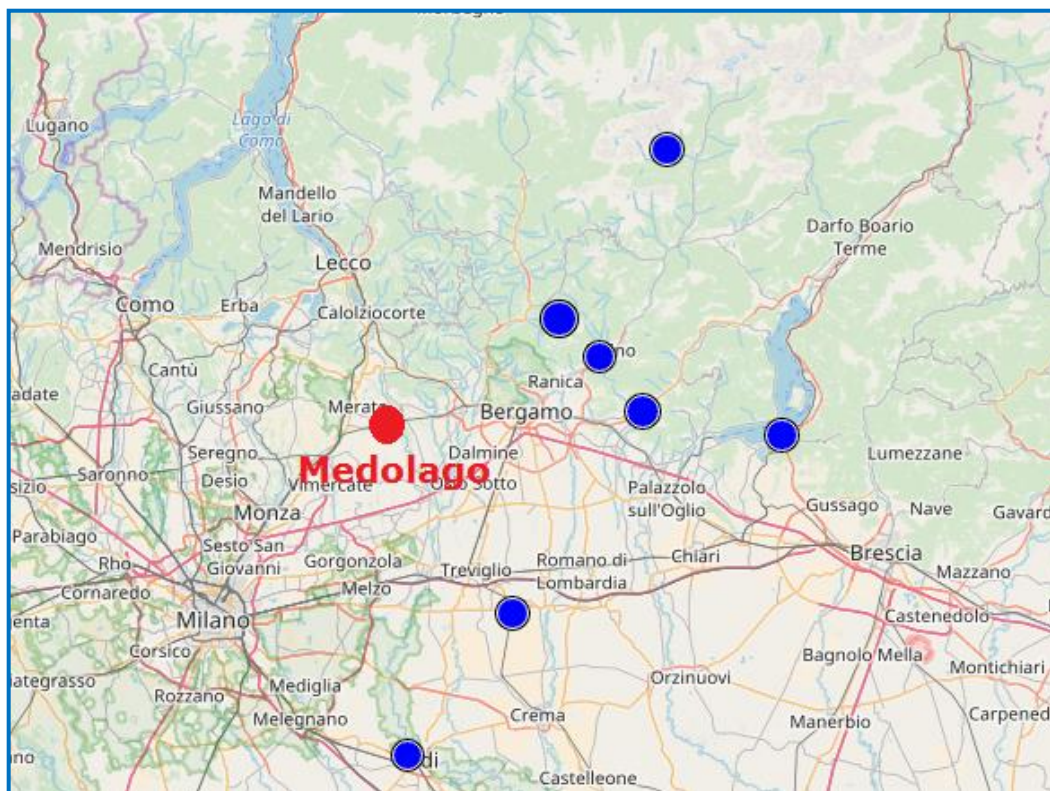 Lugano
Lago di
Como
Mandello
del Lario
Darfo Boario
Terme
Mendrisio
Lecco
Como
Erba
Calolziocorte
Cantù
Ranica
Giussano
Merate
Bergamo
Seregno
Dalmine
Lumezzane
Medolago
Saronno
Desio
Vimercate
Sotto
Palazzolo
sull'Oglio
Gussago
Nave
Monza
Parabiago
Sesto San
Giovanni
Gorgonzola
Romano di
Lombardia
Chiari
Brescia
Rho
Treviglio
Mazzano
Cornaredo
Melzo
Milano
Castenedolo
Corsico
Bagnolo Mella
Montichiari
Mediglia
Orzinuovi
Rozzano
Melegnano
Crema
Manerbio
Carpened
Castelleone